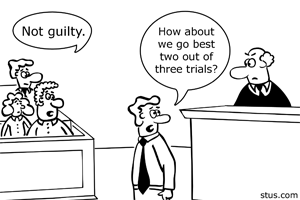 Not guilty.
How about
we go best
two out of
three trials?
stus.com